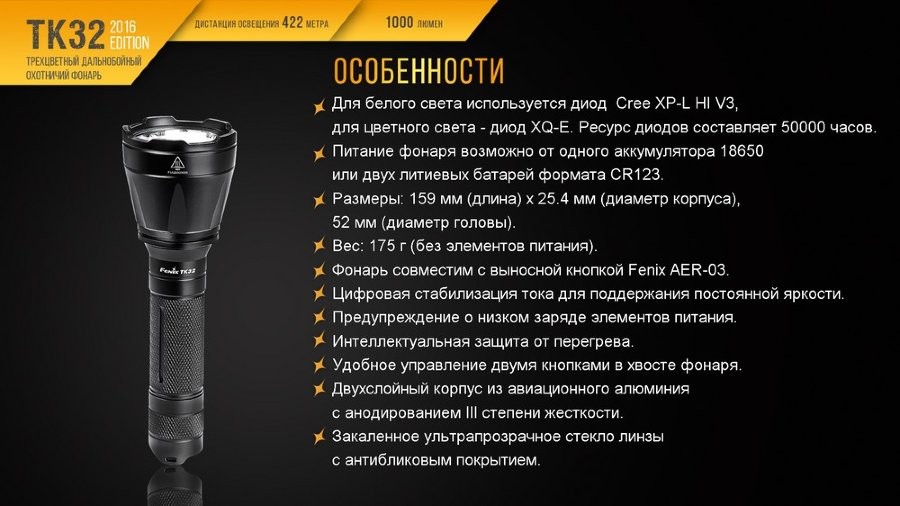 TK32 2016 EDITION
ТРЕХЦВЕТНЫЙ ДАЛЬНОБОЙНЫЙ
ОХОТНИЧИЙ ФОНАРЬ
ДИСТАНЦИЯ ОСВЕЩЕНИЯ 422 МЕТРА
1000 ЛЮМЕН
ОСОБЕННОСТИ
Для белого света используется диод Cree XP-L HI V3,
для цветного света - диод XQ-E. Ресурс диодов составляет 50000 часов.
Питание фонаря возможно от одного аккумулятора 18650
или двух литиевых батарей формата CR123.
Размеры: 159 мм (длина) x 25.4 мм (диаметр корпуса),
52 мм (диаметр головы).
Вес: 175 г (без элементов питания).
Фонарь совместим с выносной кнопкой Fenix AER-03.
Цифровая стабилизация тока для поддержания постоянной яркости.
Предупреждение о низком заряде элементов питания.
Интеллектуальная защита от перегрева.
Удобное управление двумя кнопками в хвосте фонаря.
Двухслойный корпус из авиационного алюминия
с анодированием III степени жесткости.
Закаленное ультрапрозрачное стекло линзы
с антибликовым покрытием.
FENIX TK32